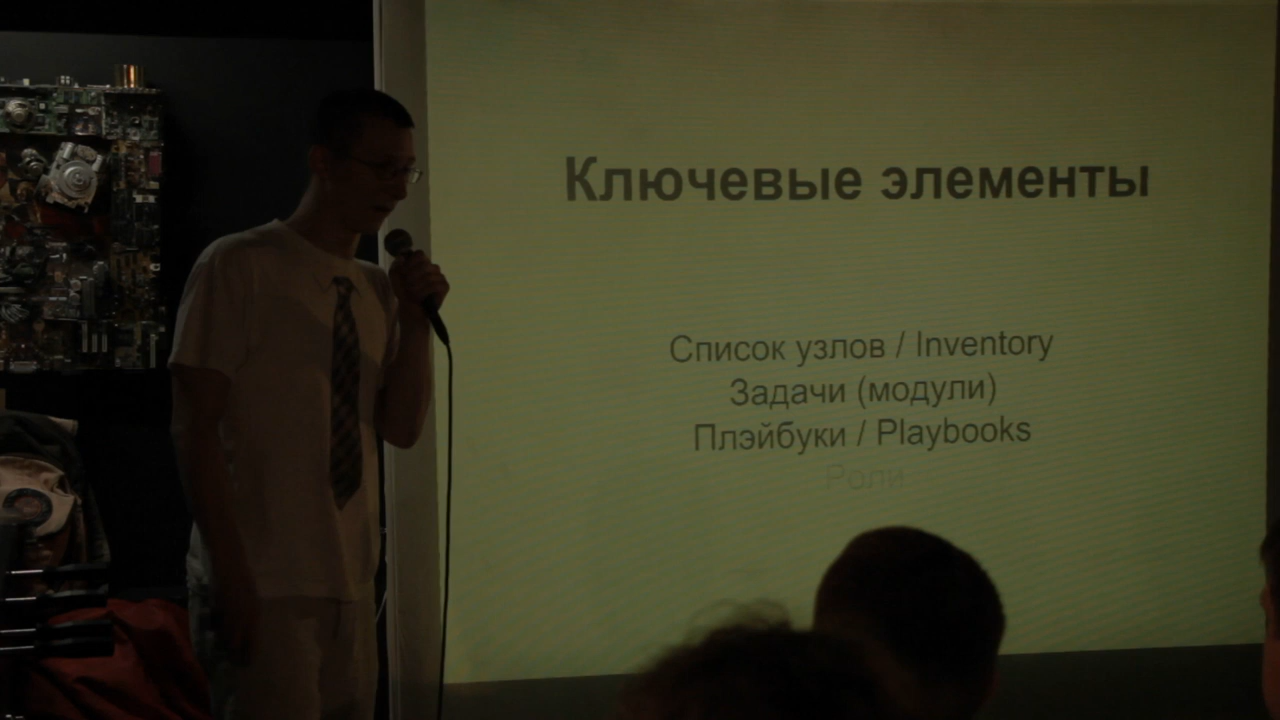 Ключевые элементы
Список узлов / Inventory
Задачи (модули)
Плэйбуки / Playbooks
Роли